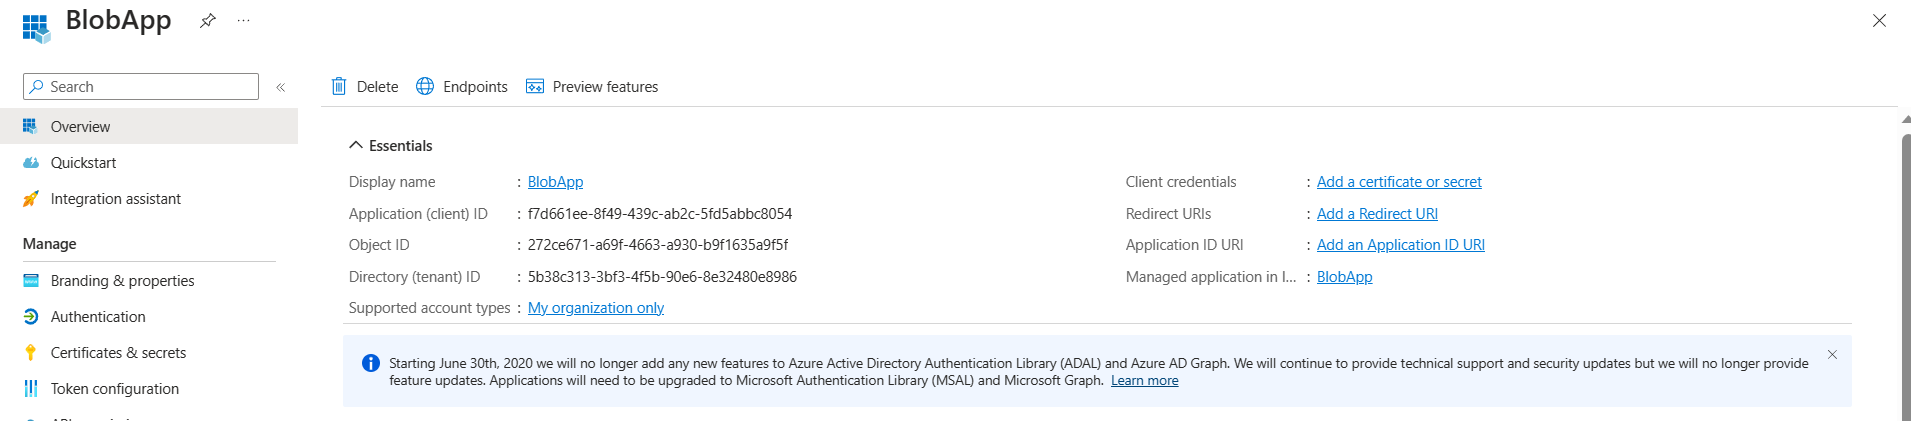 BlobApp
Search
Overview
Quickstart
Integration assistant
Manage
Branding & properties
Authentication
Certificates & secrets
Token configuration
Delete
Endpoints
Preview features
Essentials
Display name : BlobApp
Application (client) ID : f7d661ee-8f49-439c-ab2c-5fd5abbc8054
Object ID : 272ce671-a69f-4663-a930-b9f1635a9f5f
Directory (tenant) ID : 5b38c313-3bf3-4f5b-90e6-8e32480e8986
Supported account types : My organization only
Client credentials : Add a certificate or secret
Redirect URIs : Add a Redirect URI
Application ID URI : Add an Application ID URI
Managed application in l... : BlobApp
Starting June 30th, 2020 we will no longer add any new features to Azure Active Directory Authentication Library (ADAL) and Azure AD Graph. We will continue to provide technical support and security updates but we will no longer provide
feature updates. Applications will need to be upgraded to Microsoft Authentication Library (MSAL) and Microsoft Graph. Learn more